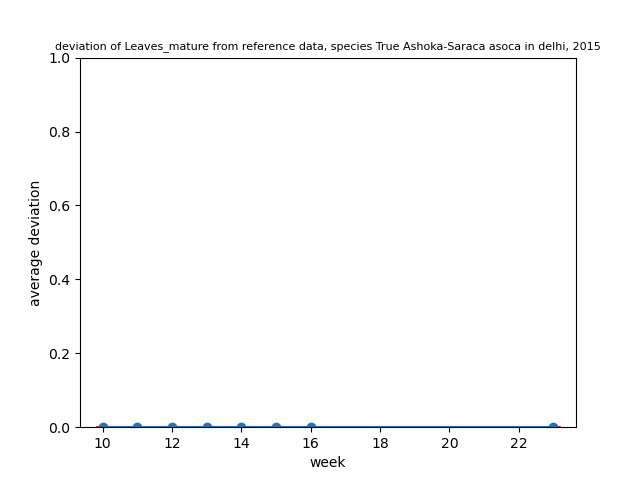 deviation of Leaves_mature from reference data, species True Ashoka-Saraca asoca in delhi, 2015
1.0
0.8
0.6
0.4
0.2
0.0
average deviation
10 12 14 16 18 20 22
week